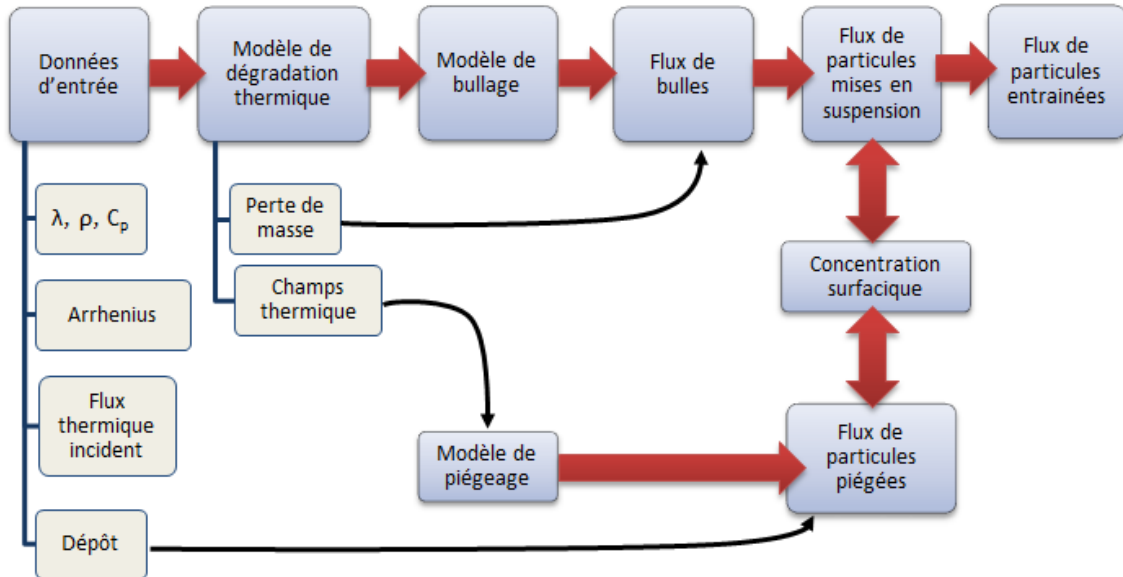 Données
d'entrée
Modèle de
dégradation
thermique
Modèle de
bullage
Flux de
bulles
Flux de
particules
mises en
suspension
Flux de
particules
entrainées
λ, ρ, Cp
Perte de
masse
Champs
thermique
Concentration
surfacique
Arrhenius
Flux
thermique
incident
Modèle de
piégeage
Flux de
particules
piégées
Dépôt